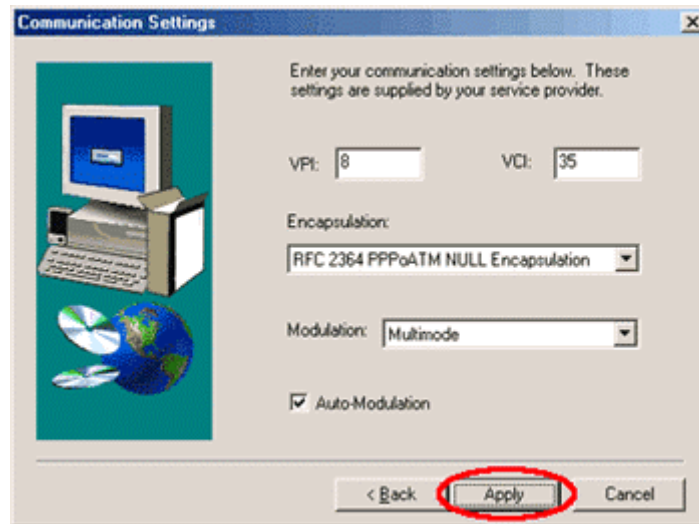 Communication Settings
Enter your communication settings below. These
settings are supplied by your service provider.
VPI: 8 VCI: 35
Encapsulation:
RFC 2364 PPPoATM NULL Encapsulation
Modulation: Multimode
Auto-Modulation
< Back Apply Cancel